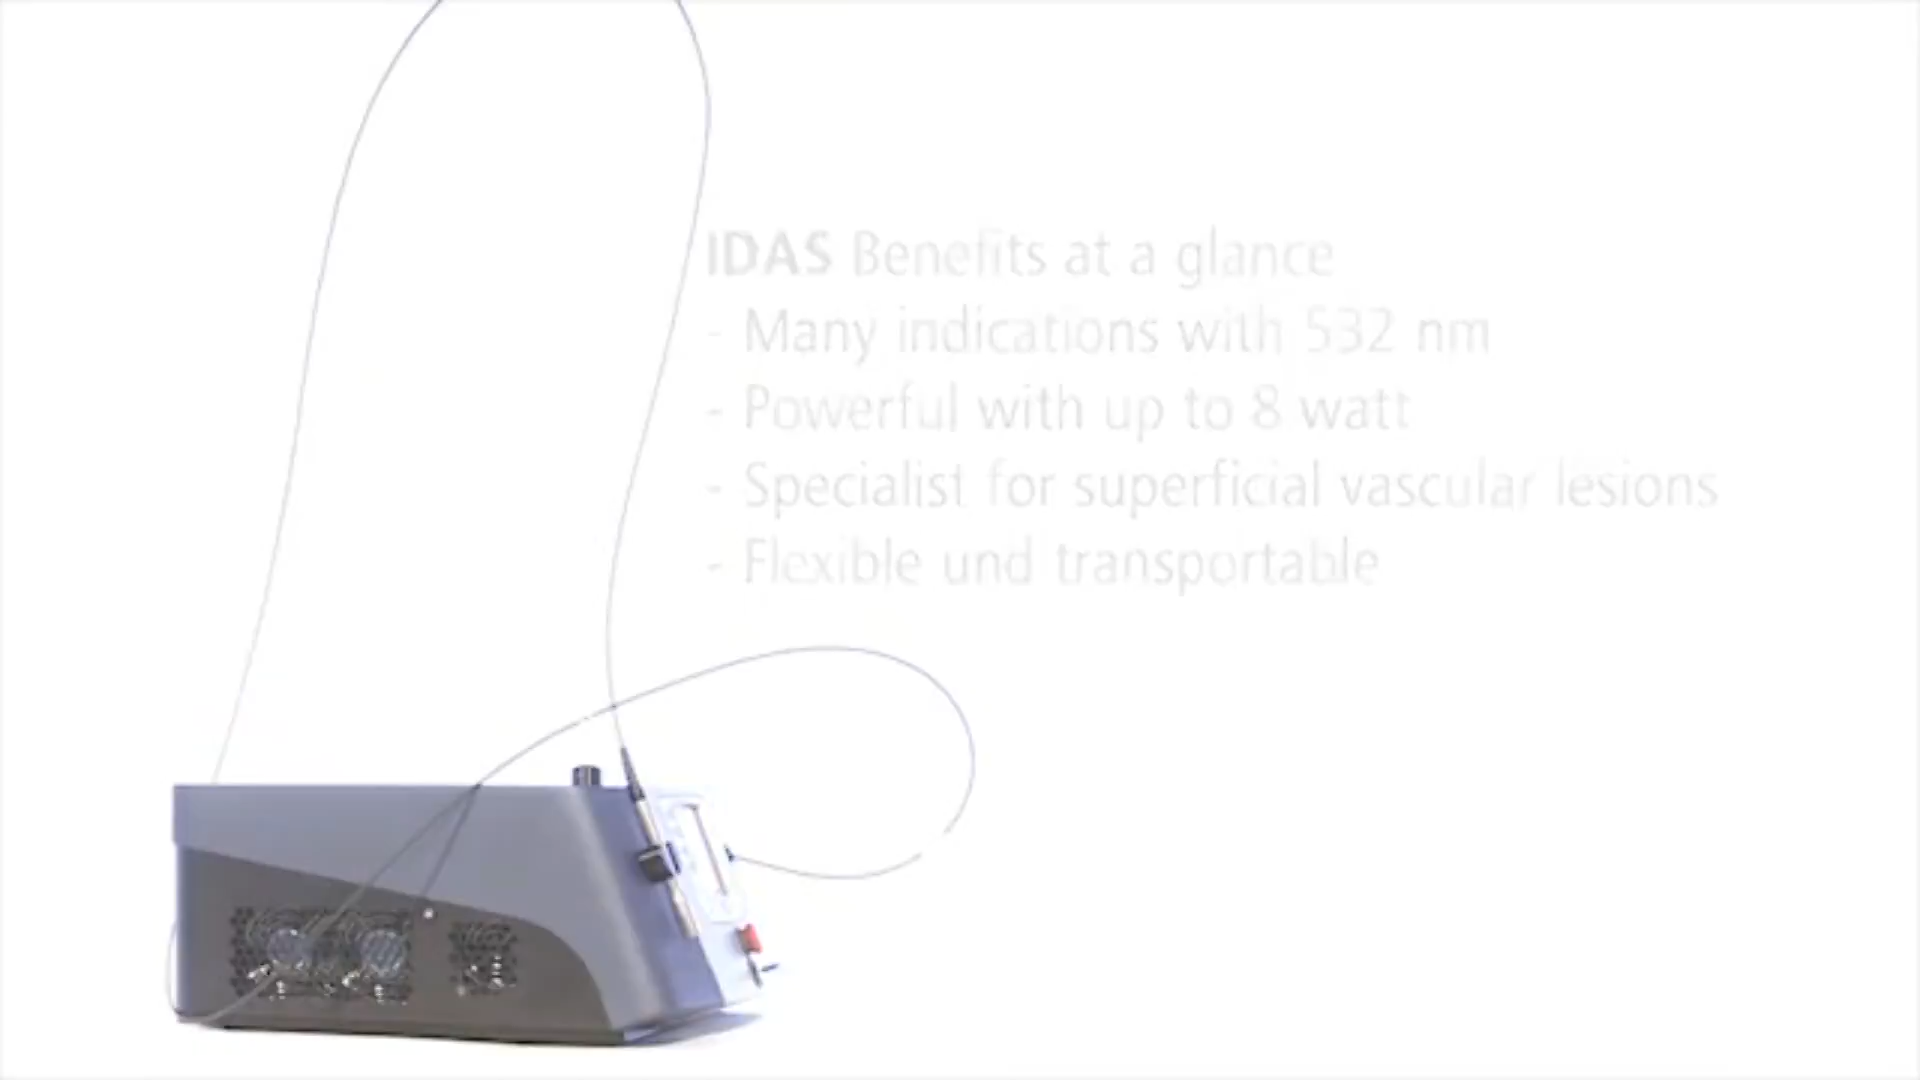 IDAS Benefits at a glance
- Many indications with 532 nm
- Powerful with up to 8 watt
- Specialist for superficial vascular lesions
- Flexible und transportable